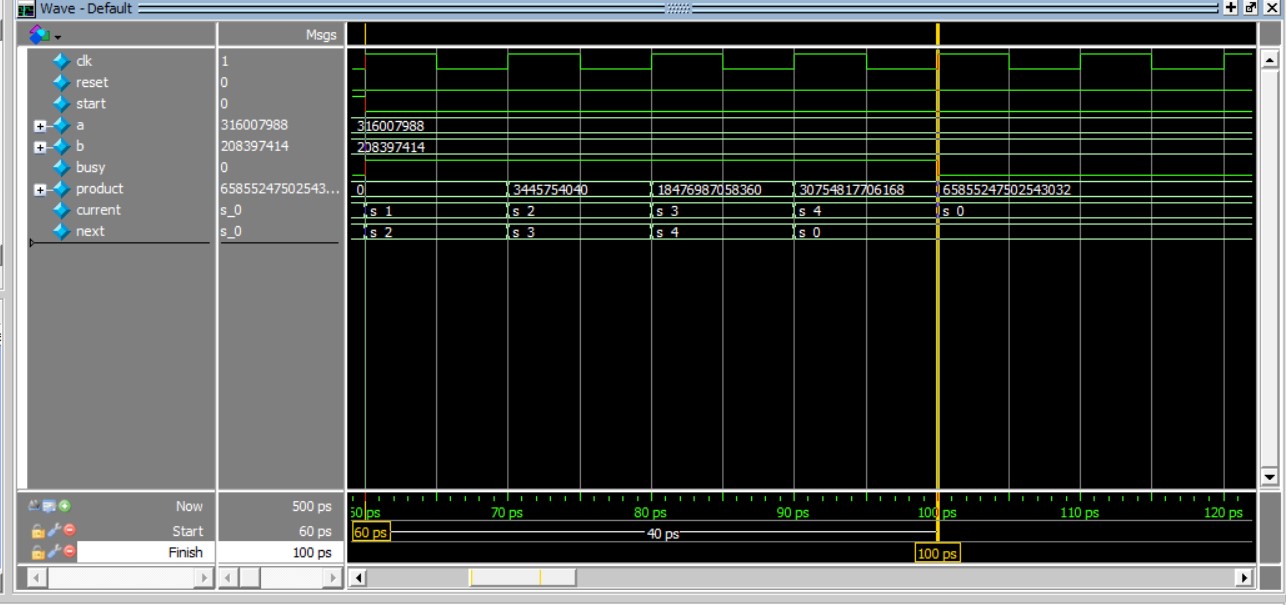 Wave - Default
Msgs
clk 1
reset 0
start 0
a 316007988 316007988
b 208397414 208397414
busy 0
product 65855247502543... 0 3445754040 18476987058360 30754817706168 65855247502543032
current s_0 s_1 s_2 s_3 s_4 s_0
next s_0 s_2 s_3 s_4 s_0
Now 500 ps 60 ps 70 ps 80 ps 90 ps 100 ps 110 ps 120 ps
Start 60 ps 60 ps 40 ps
Finish 100 ps 100 ps